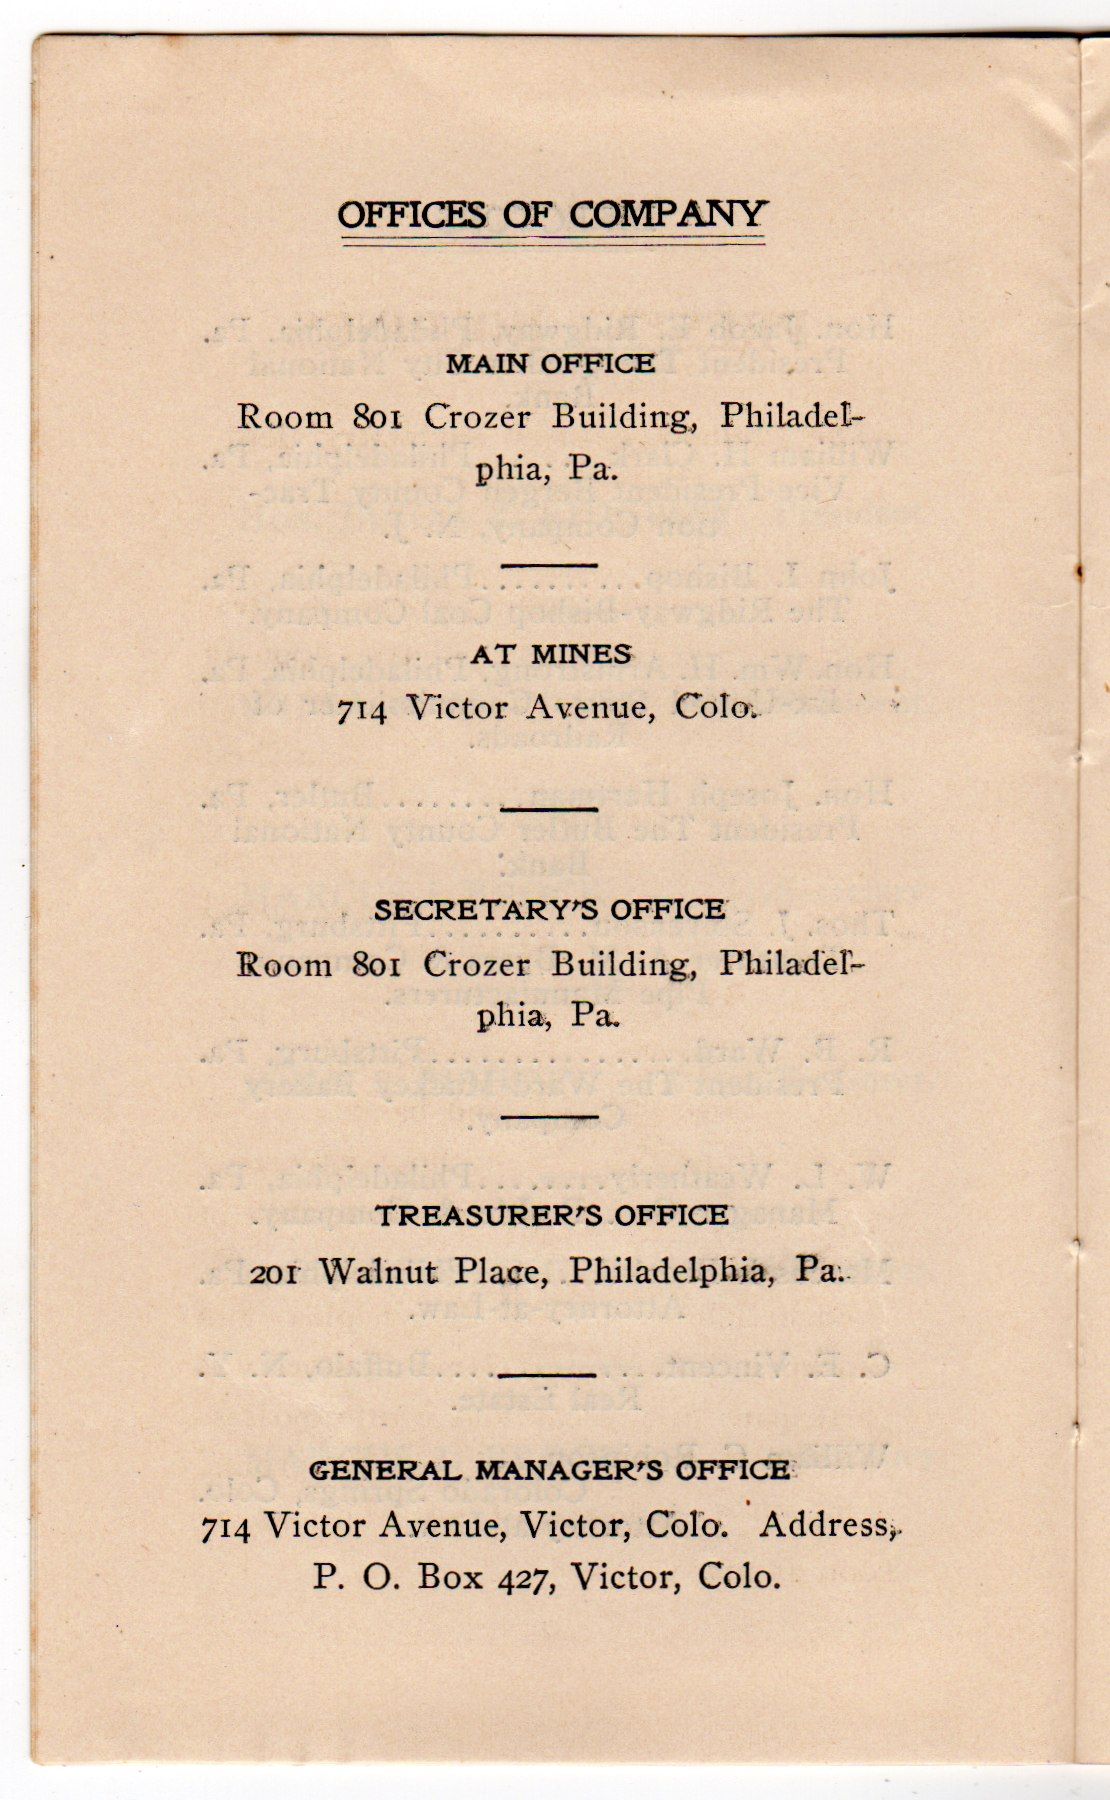 OFFICES OF COMPANY
MAIN OFFICE
Room 801 Crozer Building, Philadel-
phia, Pa.
AT MINES
714 Victor Avenue, Colo.
SECRETARY'S OFFICE
Room 801 Crozer Building, Philadel-
phia, Pa.
TREASURER'S OFFICE
201 Walnut Place, Philadelphia, Pa.
GENERAL MANAGER'S OFFICE
714 Victor Avenue, Victor, Colo. Address,
P. O. Box 427, Victor, Colo.